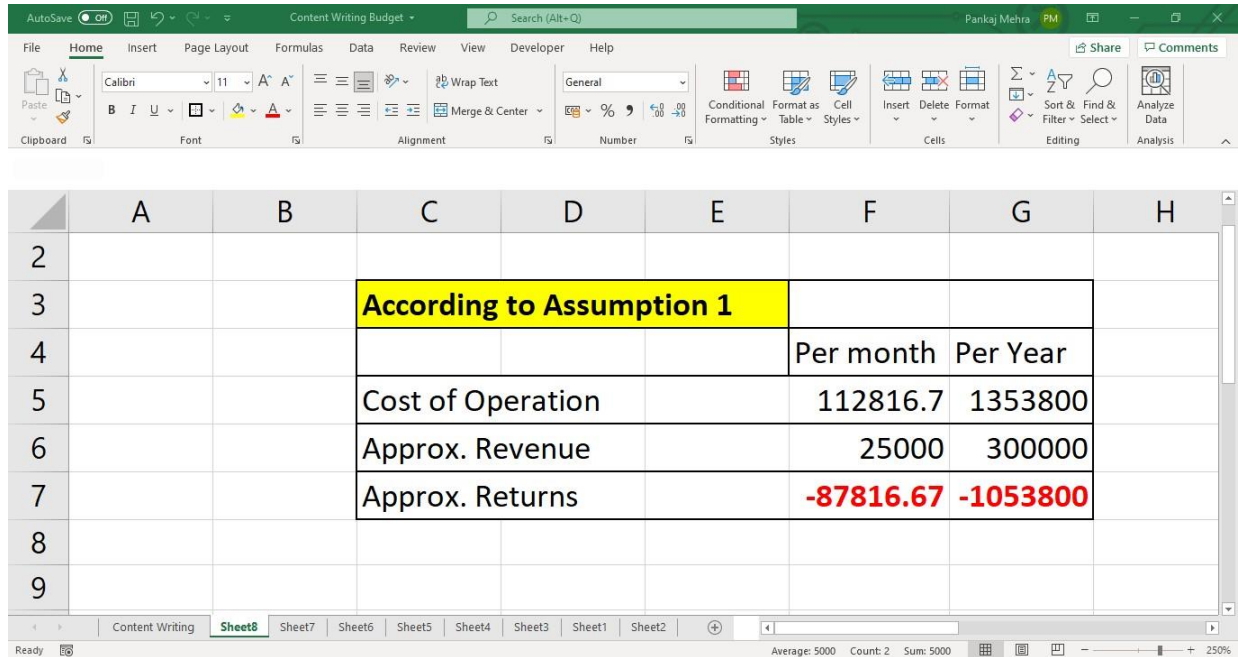 AutoSave Off Content Writing Budget Search (Alt+Q) Pankaj Mehra PM
File Home Insert Page Layout Formulas Data Review View Developer Help Share Comments
Paste
Clipboard
Calibri 11 A A
B I U A
Font
Wrap Text
Merge & Center
Alignment
General
% 9 .00
Number
Conditional Formatting
Format as Table
Cell Styles
Styles
Insert Delete Format
Cells
Sort & Filter
Find & Select
Editing
Analyze Data
Analysis
A B C D E F G H
2
3 According to Assumption 1
4 Per month Per Year
5 Cost of Operation 112816.7 1353800
6 Approx. Revenue 25000 300000
7 Approx. Returns -87816.67 -1053800
8
9
Content Writing Sheet8 Sheet7 Sheet6 Sheet5 Sheet4 Sheet3 Sheet1 Sheet2
Ready Average: 5000 Count: 2 Sum: 5000 250%